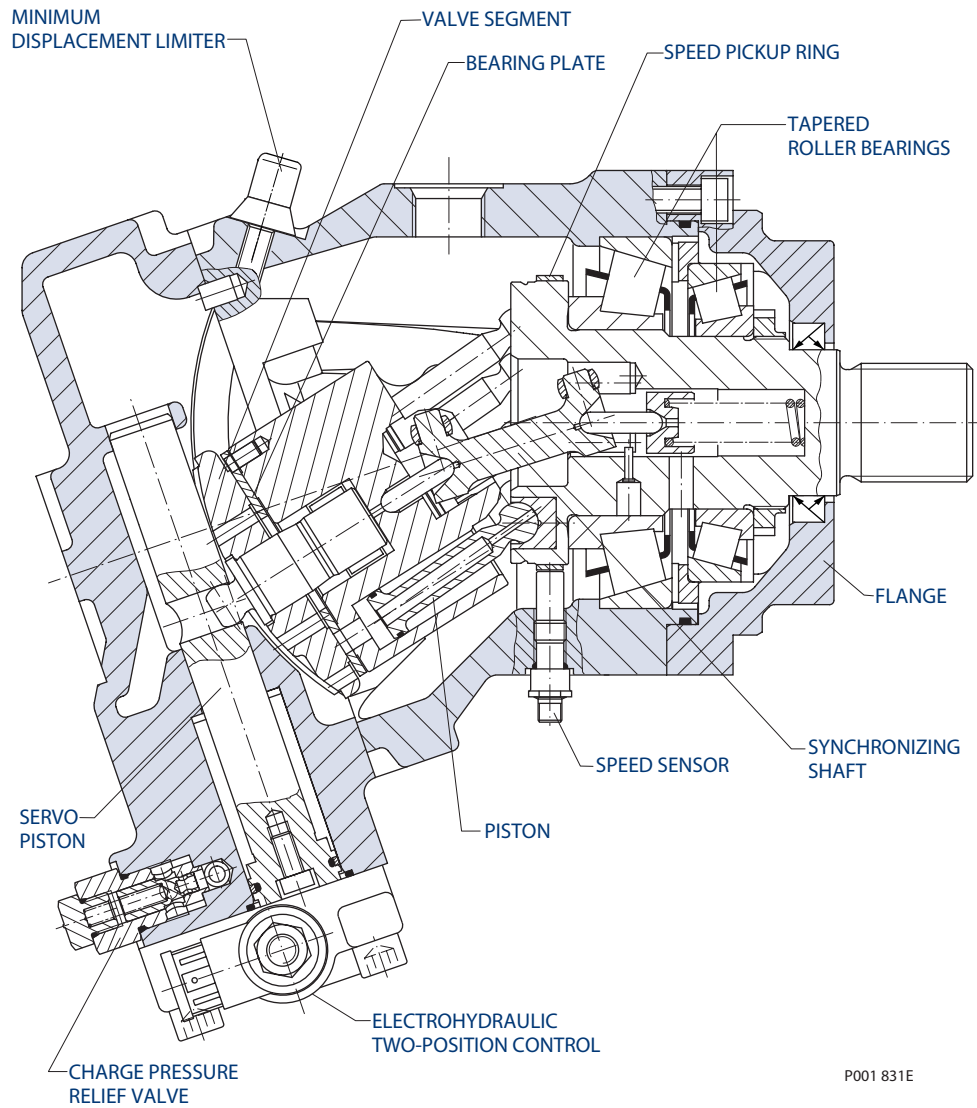 MINIMUM
DISPLACEMENT LIMITER
VALVE SEGMENT
BEARING PLATE
SPEED PICKUP RING
TAPERED
ROLLER BEARINGS
FLANGE
SYNCHRONIZING
SHAFT
SPEED SENSOR
PISTON
SERVO
PISTON
ELECTROHYDRAULIC
TWO-POSITION CONTROL
CHARGE PRESSURE
RELIEF VALVE
P001 831E